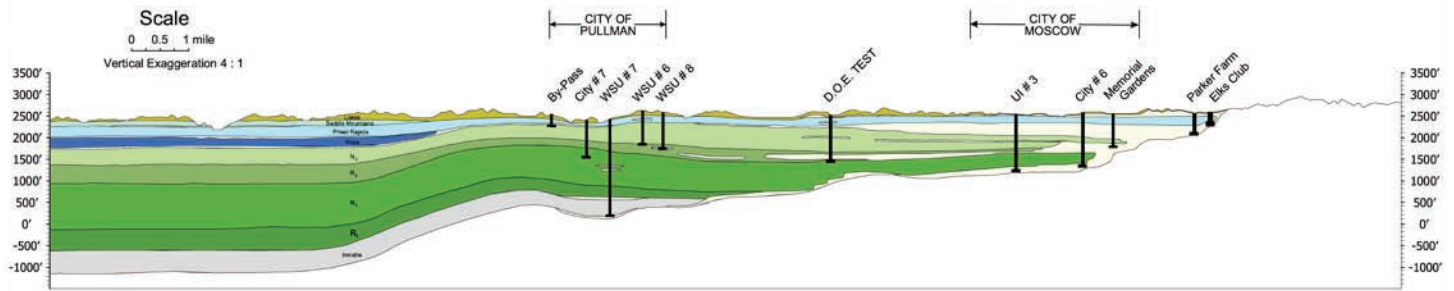 Scale
0 0.5 1 mile
Vertical Exaggeration 4 : 1
CITY OF
PULLMAN
CITY OF
MOSCOW
By-Pass
City # 7
WSU # 7
WSU # 6
WSU # 8
D.O.E. TEST
UI # 3
City # 6
Memorial
Gardens
Parker Farm
Elks Club
3500'
3000'
2500'
2000'
1500'
1000'
500'
0'
-500'
-1000'
Loess
Saddle Mountains
Priest Rapids
Roza
N₂
R₂
N₁
R₁
Imnaha
3500'
3000'
2500'
2000'
1500'
1000'
500'
0'
-500'
-1000'